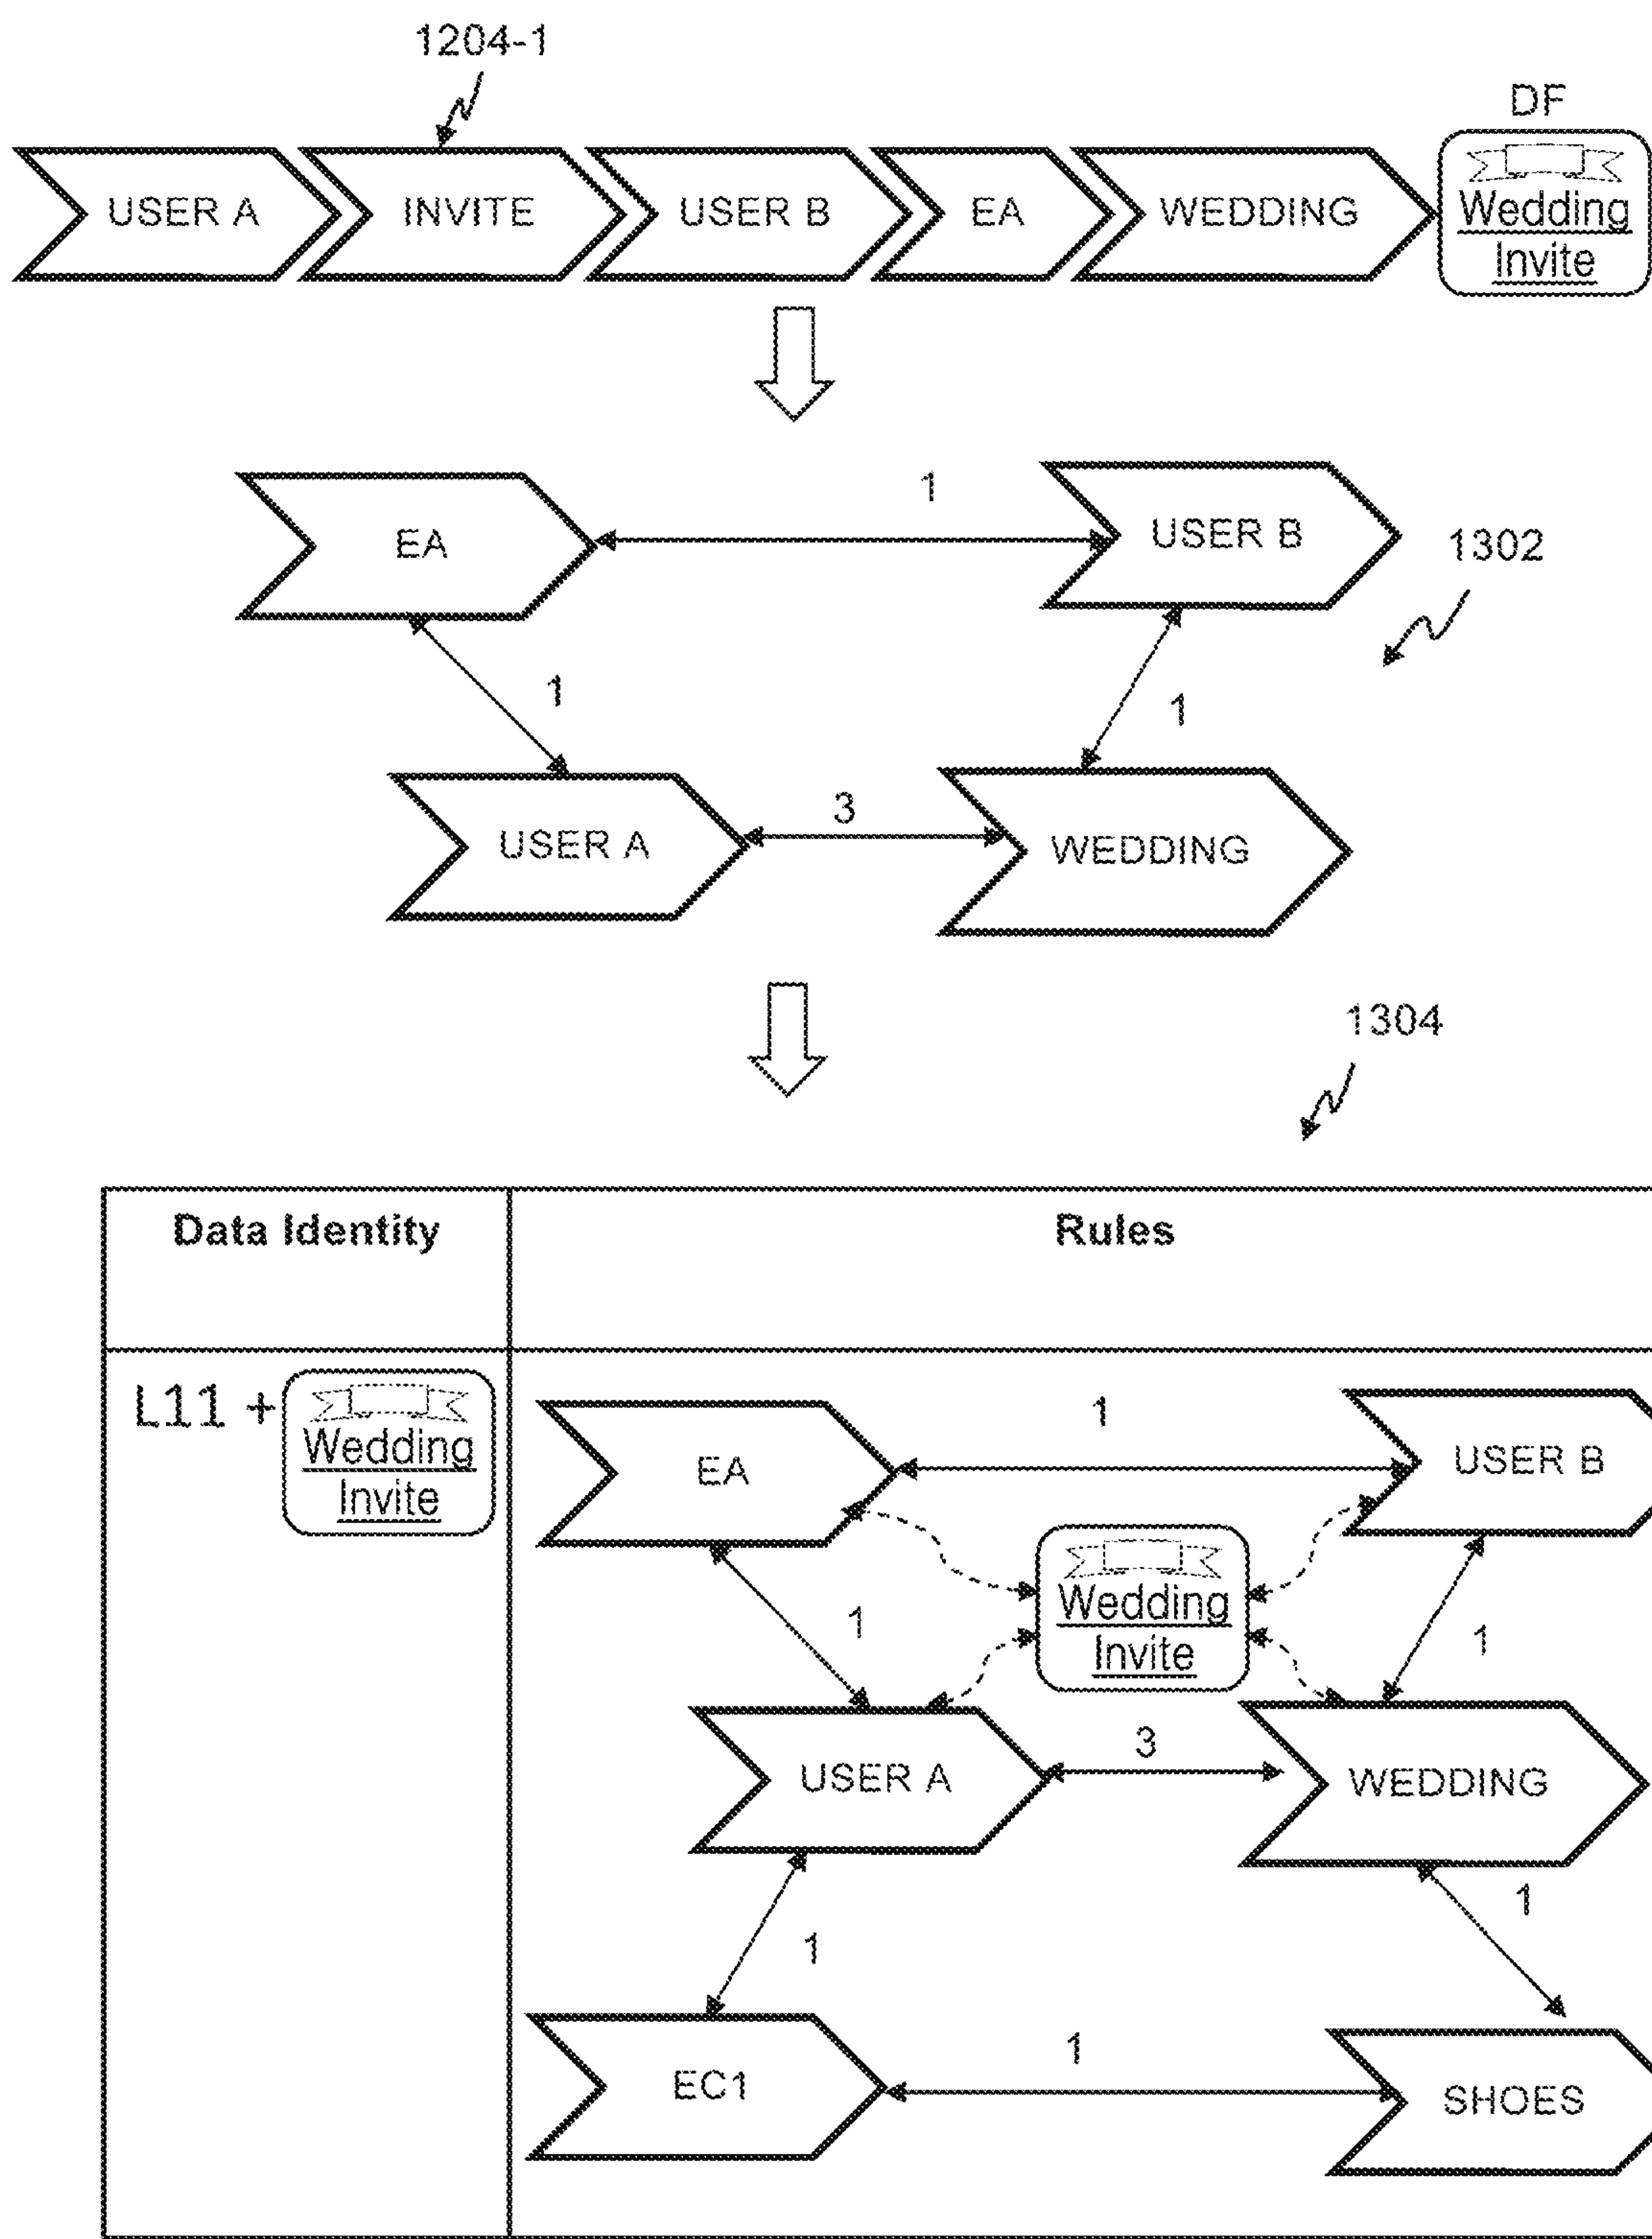 1204-1
DF
USER A INVITE USER B EA WEDDING Wedding
Invite
1
EA USER B
1302
1
1
3
USER A WEDDING
1304
Data Identity Rules
L11 + Wedding
Invite
1
EA USER B
Wedding
Invite
1
1
3
USER A WEDDING
1
1
1
EC1 SHOES